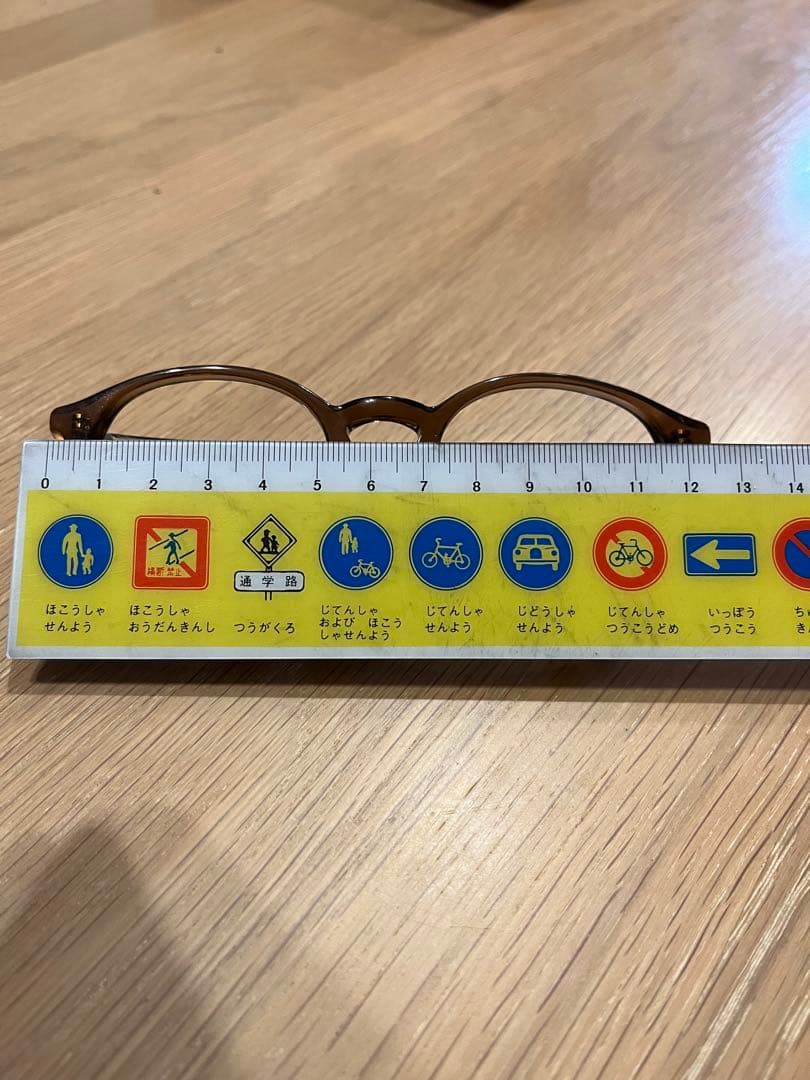 0 1 2 3 4 5 6 7 8 9 10 11 12 13 14
横断禁止
通学路
ほこうしゃ
せんよう
ほこうしゃ
おうだんきんし
つうがくろ
じてんしゃ
および ほこう
しゃせんよう
じてんしゃ
せんよう
じどうしゃ
せんよう
じてんしゃ
つうこうどめ
いっぽう
つうこう